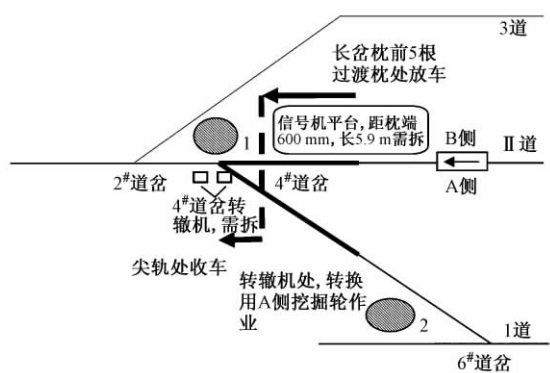 3道
长岔枕前5根
过渡枕处放车
信号机平台,距枕端
600 mm,长5.9 m需拆
1
B侧
A侧
II道
2#道岔
4#道岔
4#道岔转
辙机,需拆
尖轨处收车
转辙机处,转换
用A侧挖掘轮作
业
2
1道
6#道岔